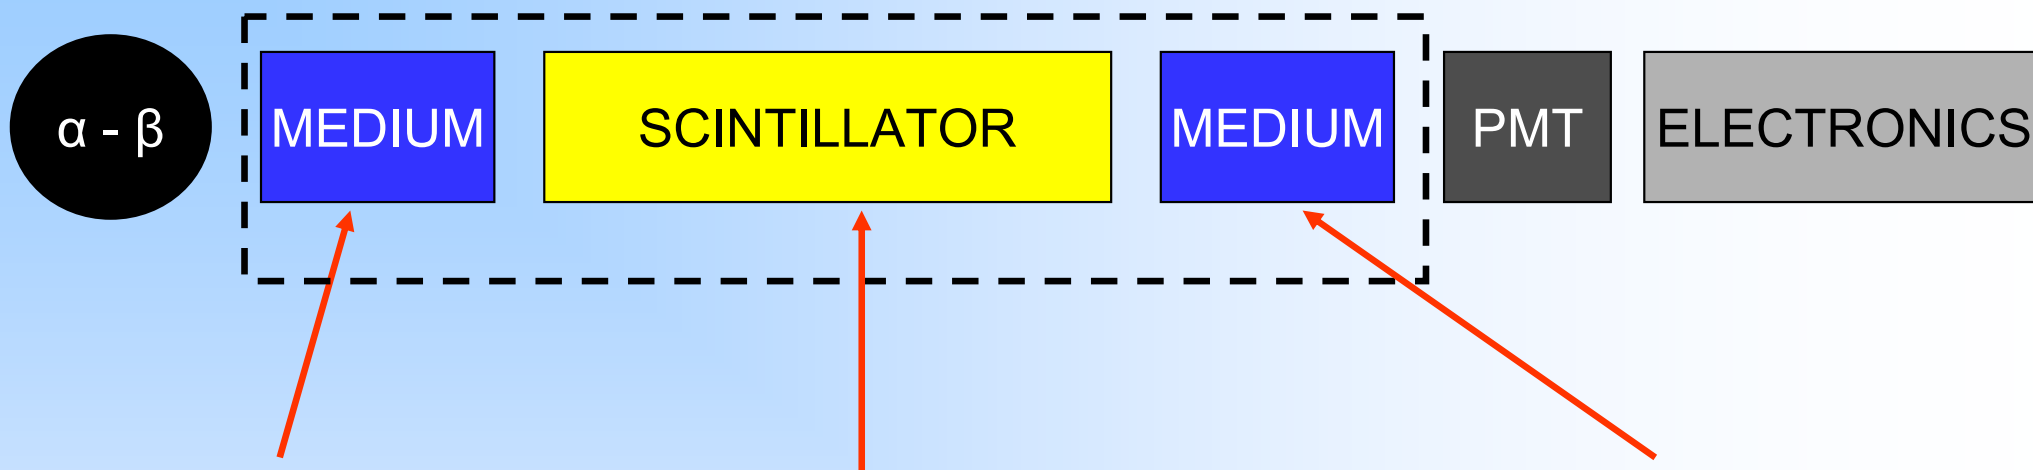 α - β
MEDIUM
SCINTILLATOR
MEDIUM
PMT
ELECTRONICS